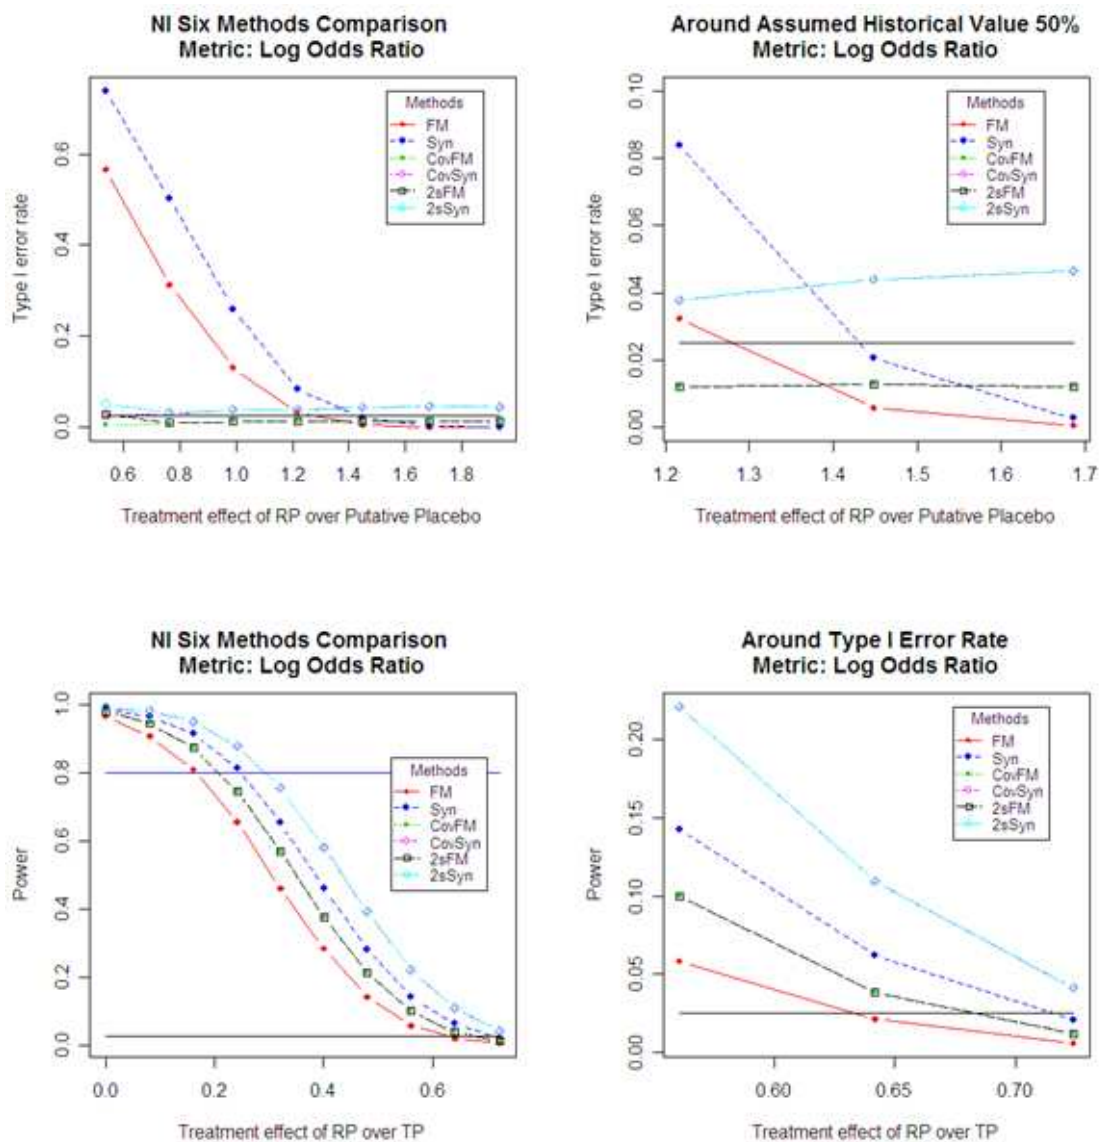 NI Six Methods Comparison
Metric: Log Odds Ratio
Type I error rate
0.6
0.4
0.2
0.0
Methods
FM
Syn
CovFM
CovSyn
2sFM
2sSyn
0.6 0.8 1.0 1.2 1.4 1.6 1.8
Treatment effect of RP over Putative Placebo
Around Assumed Historical Value 50%
Metric: Log Odds Ratio
Type I error rate
0.10
0.08
0.06
0.04
0.02
0.00
Methods
FM
Syn
CovFM
CovSyn
2sFM
2sSyn
1.2 1.3 1.4 1.5 1.6 1.7
Treatment effect of RP over Putative Placebo
NI Six Methods Comparison
Metric: Log Odds Ratio
Power
1.0
0.8
0.6
0.4
0.2
0.0
Methods
FM
Syn
CovFM
CovSyn
2sFM
2sSyn
0.0 0.2 0.4 0.6
Treatment effect of RP over TP
Around Type I Error Rate
Metric: Log Odds Ratio
Power
0.20
0.15
0.10
0.05
0.00
Methods
FM
Syn
CovFM
CovSyn
2sFM
2sSyn
0.60 0.65 0.70
Treatment effect of RP over TP